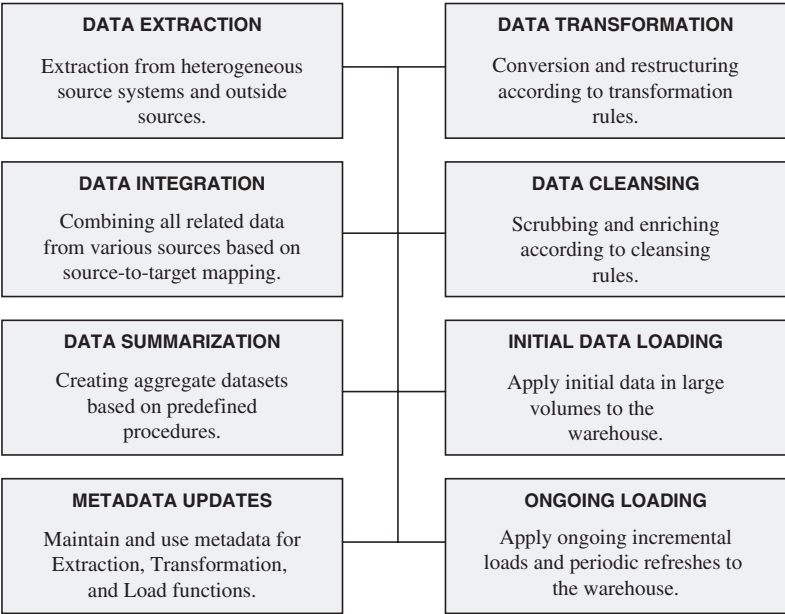 DATA EXTRACTION
Extraction from heterogeneous
source systems and outside
sources.
DATA TRANSFORMATION
Conversion and restructuring
according to transformation
rules.
DATA INTEGRATION
Combining all related data
from various sources based on
source-to-target mapping.
DATA CLEANSING
Scrubbing and enriching
according to cleansing
rules.
DATA SUMMARIZATION
Creating aggregate datasets
based on predefined
procedures.
INITIAL DATA LOADING
Apply initial data in large
volumes to the
warehouse.
METADATA UPDATES
Maintain and use metadata for
Extraction, Transformation,
and Load functions.
ONGOING LOADING
Apply ongoing incremental
loads and periodic refreshes to
the warehouse.